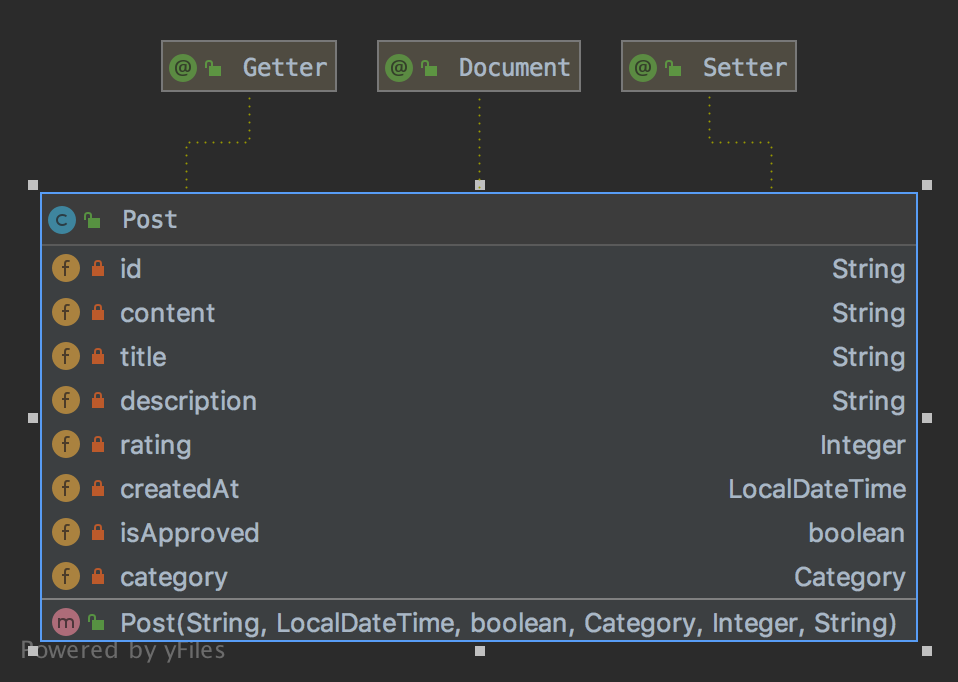 @ Getter @ Document @ Setter
C Post
f id String
f content String
f title String
f description String
f rating Integer
f createdAt LocalDateTime
f isApproved boolean
f category Category
m Post(String, LocalDateTime, boolean, Category, Integer, String)
Powered by yFiles